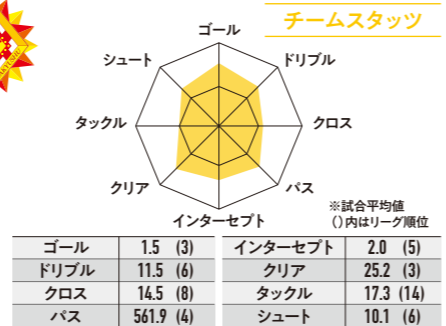 チームスタッツ
ゴール
シュート
ドリブル
タックル
クロス
クリア
パス
インターセプト
※試合平均値
()内はリーグ順位
ゴール 1.5 (3) インターセプト 2.0 (5)
ドリブル 11.5 (6) クリア 25.2 (3)
クロス 14.5 (8) タックル 17.3 (14)
パス 561.9 (4) シュート 10.1 (6)